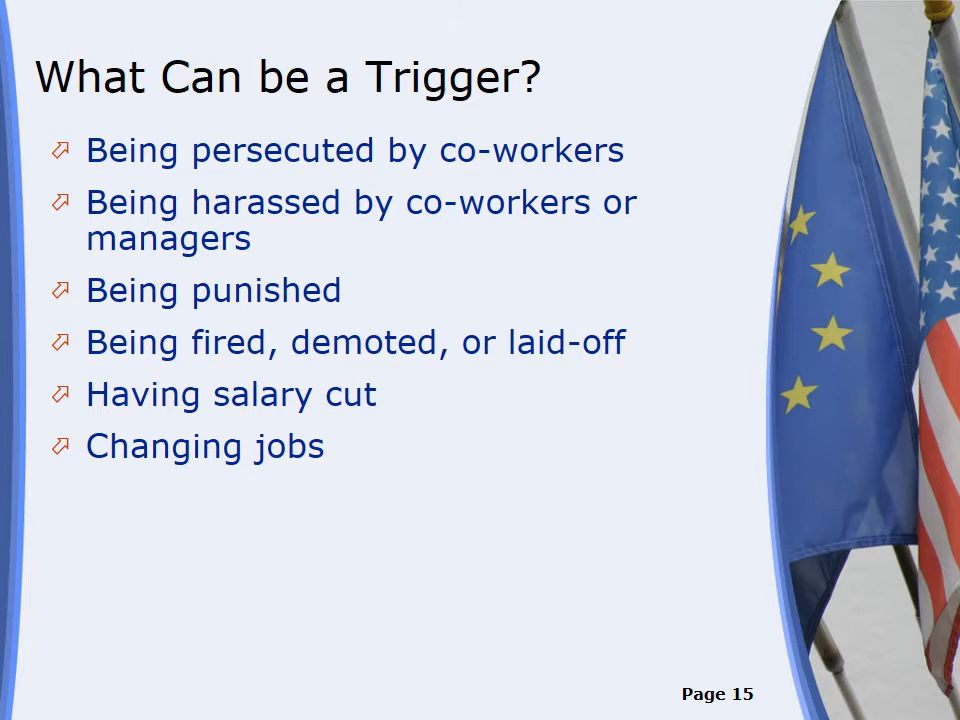 What Can be a Trigger?
Being persecuted by co-workers
Being harassed by co-workers or
managers
Being punished
Being fired, demoted, or laid-off
Having salary cut
Changing jobs
Page 15